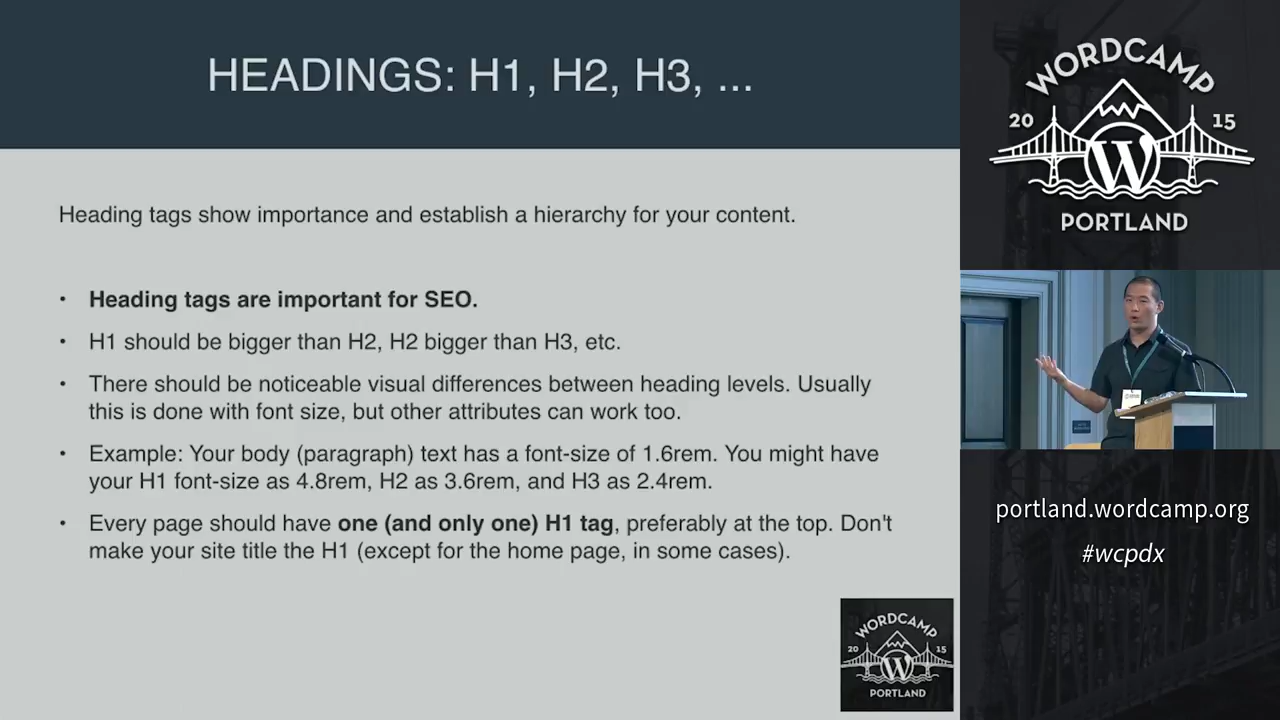 HEADINGS: H1, H2, H3, ...
Heading tags show importance and establish a hierarchy for your content.
• Heading tags are important for SEO.
• H1 should be bigger than H2, H2 bigger than H3, etc.
• There should be noticeable visual differences between heading levels. Usually
this is done with font size, but other attributes can work too.
• Example: Your body (paragraph) text has a font-size of 1.6rem. You might have
your H1 font-size as 4.8rem, H2 as 3.6rem, and H3 as 2.4rem.
• Every page should have one (and only one) H1 tag, preferably at the top. Don't
make your site title the H1 (except for the home page, in some cases).
WORDCAMP
20 15
W
PORTLAND
WORDCAMP
20 15
W
PORTLAND
portland.wordcamp.org
#wcpdx